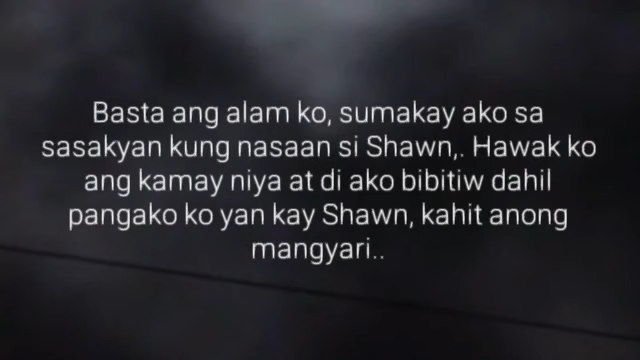 Basta ang alam ko, sumakay ako sa
sasakyan kung nasaan si Shawn,. Hawak ko
ang kamay niya at di ako bibitiw dahil
pangako ko yan kay Shawn, kahit anong
mangyari..